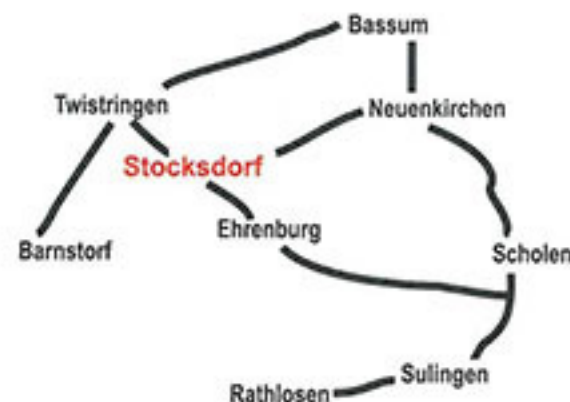 Bassum
Twistringen
Neuenkirchen
Stocksdorf
Ehrenburg
Barnstorf
Scholen
Sulingen
Rathlosen